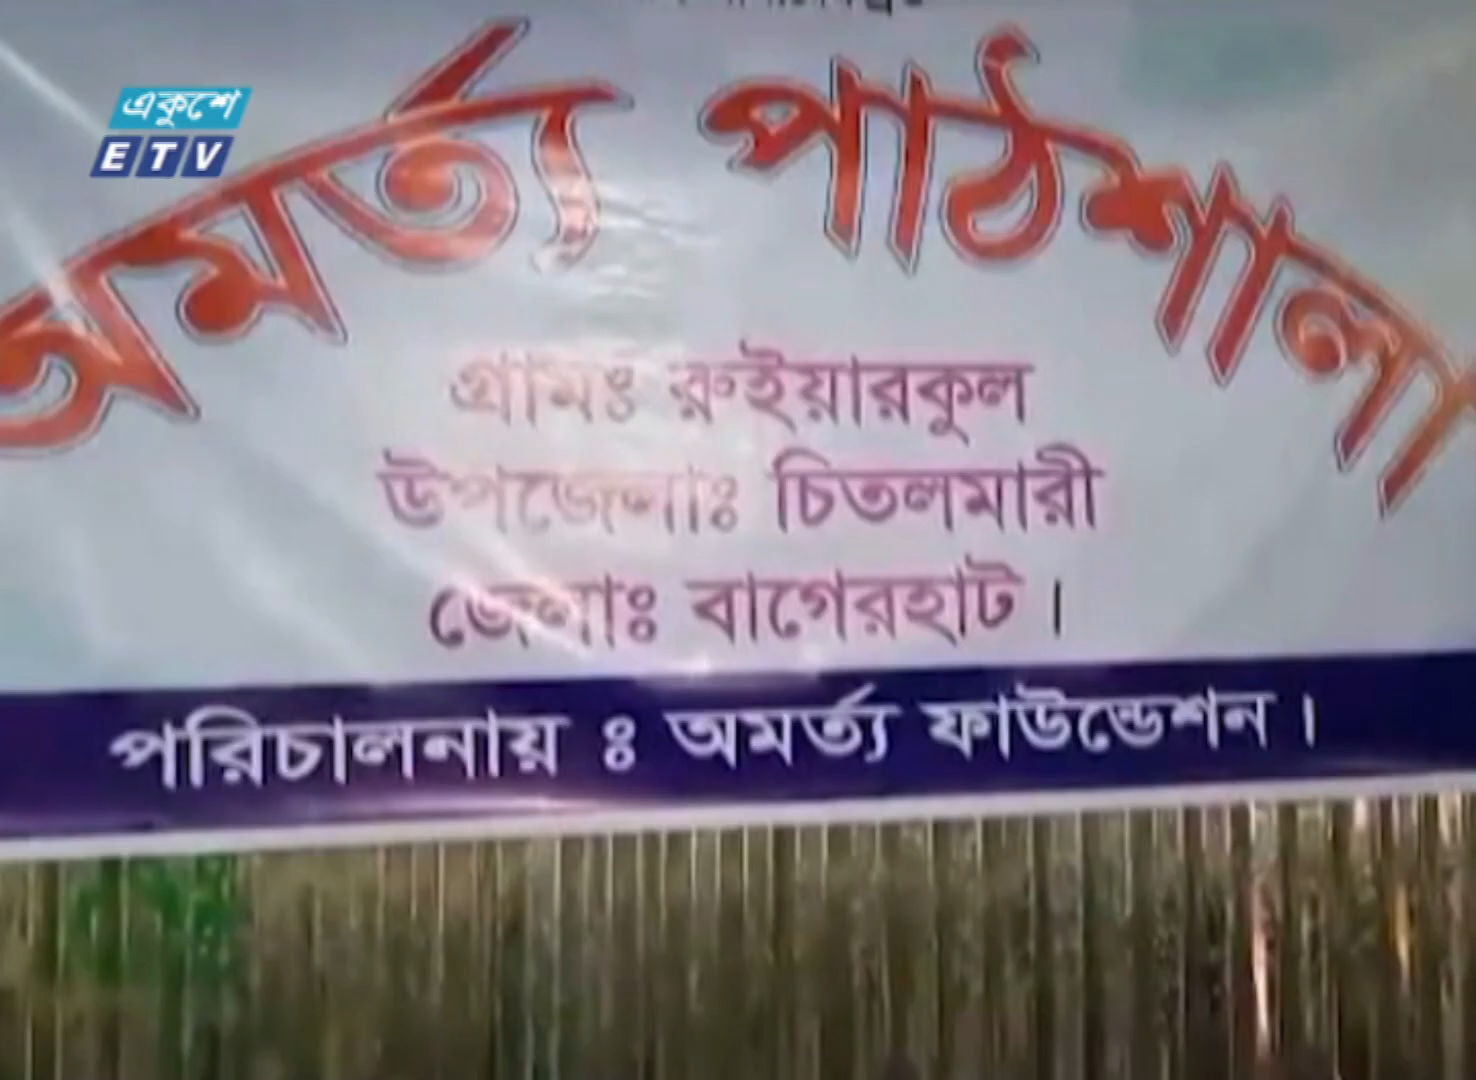 একুশে
ETV
অমর্ত্য পাঠশালা
গ্রামঃ রুইয়ারকুল
উপজেলাঃ চিতলমারী
জেলাঃ বাগেরহাট।
পরিচালনায় ঃ অমর্ত্য ফাউন্ডেশন।